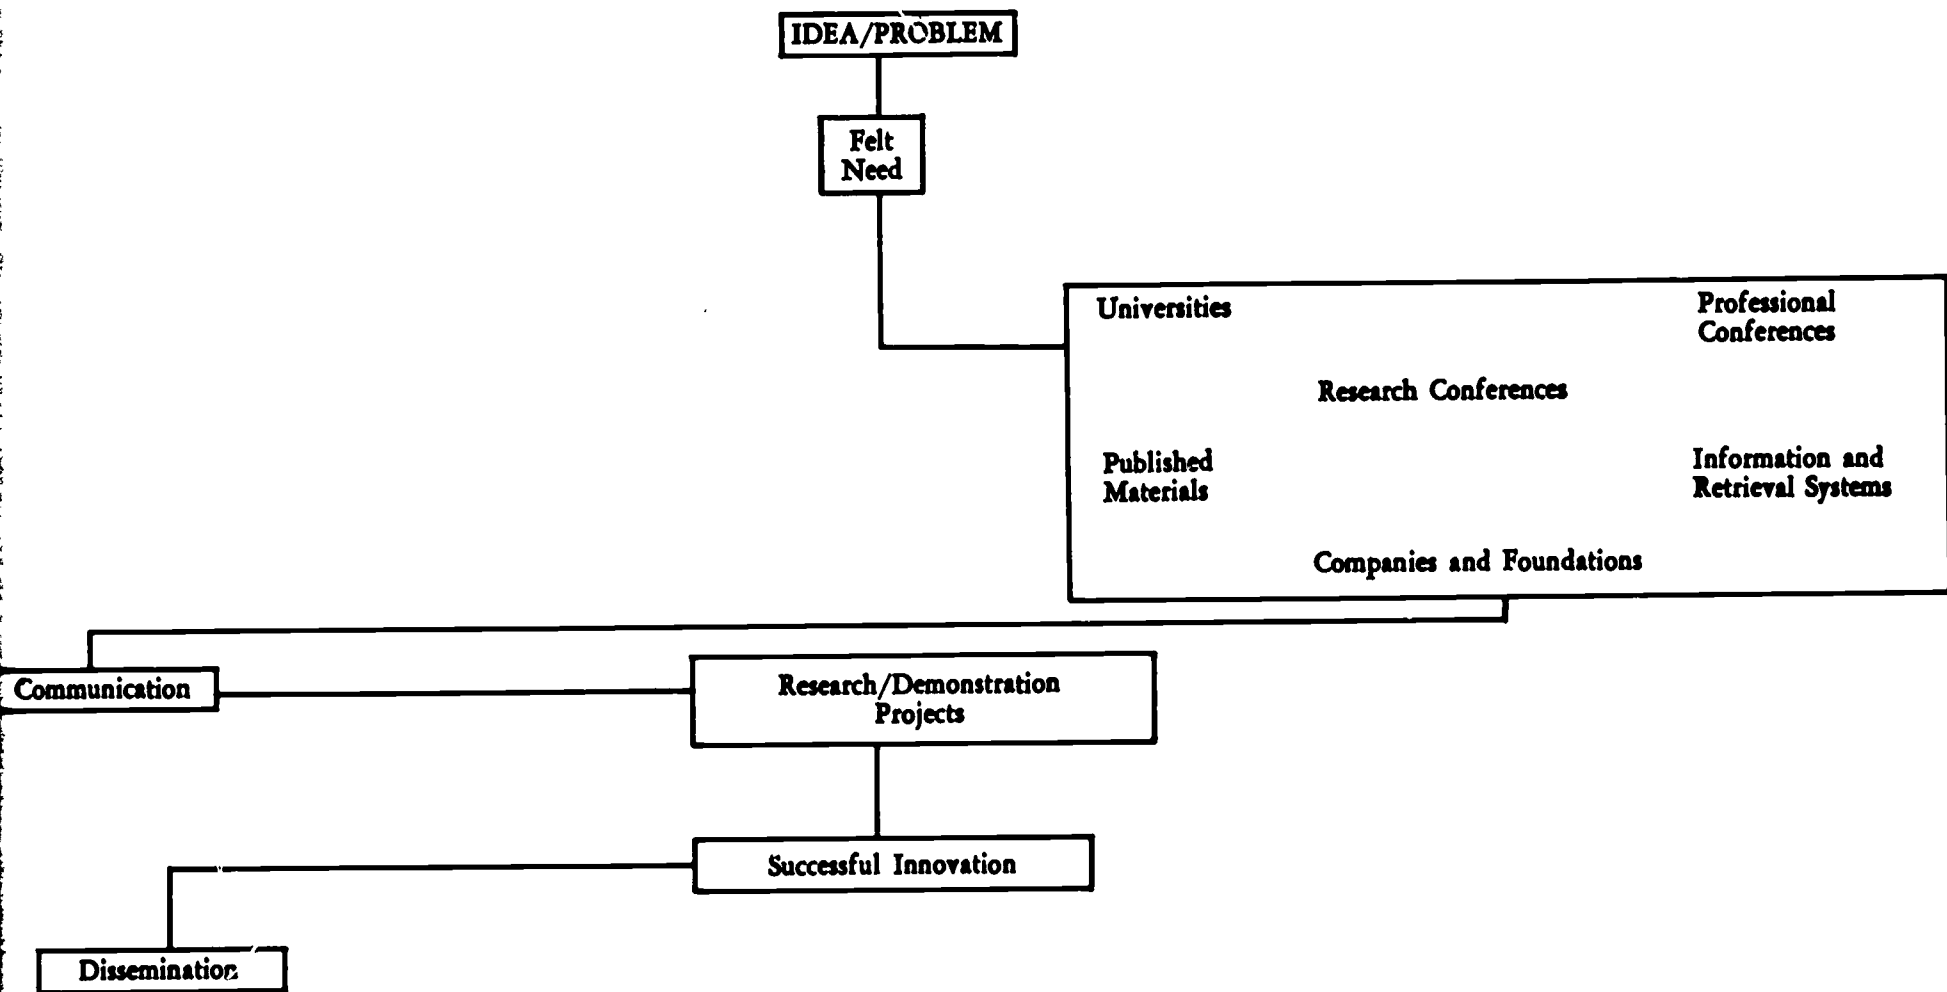 IDEA/PROBLEM
Felt
Need
Universities
Professional
Conferences
Research Conferences
Published
Materials
Information and
Retrieval Systems
Companies and Foundations
Communication
Research/Demonstration
Projects
Successful Innovation
Dissemination